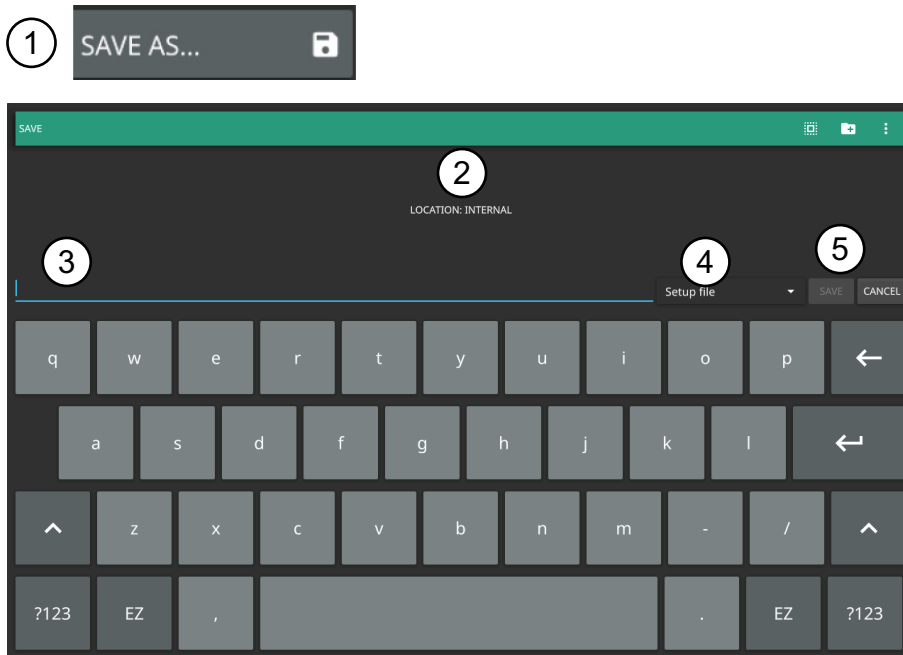 1 SAVE AS...
SAVE
2
LOCATION: INTERNAL
3 4 5
Setup file SAVE CANCEL
q w e r t y u i o p
a s d f g h j k l
z x c v b n m - /
?123 EZ , . EZ ?123